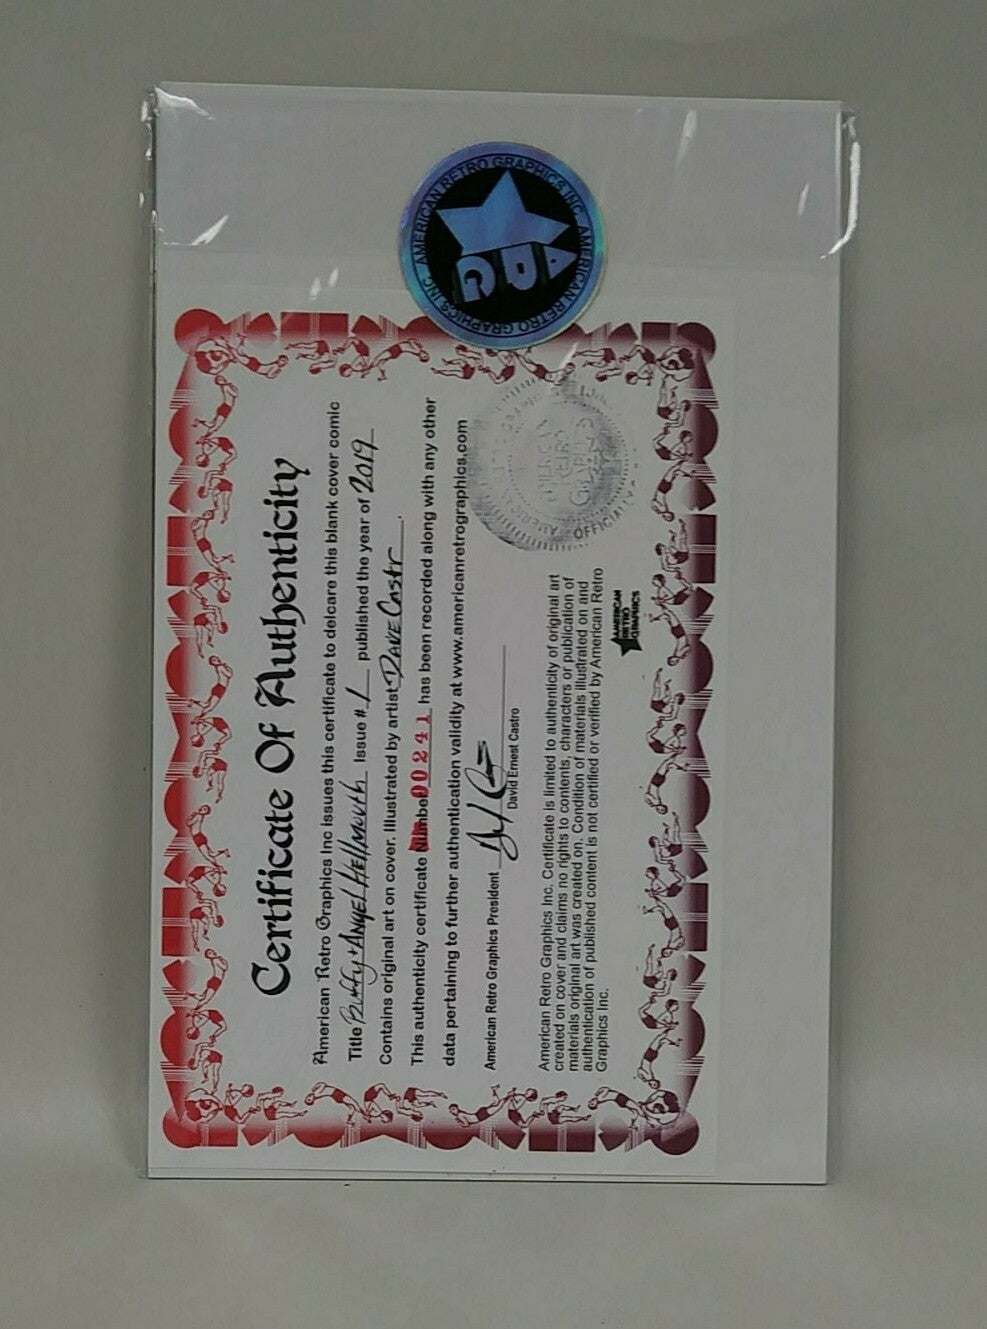 AMERICAN RETRO GRAPHICS INC. AMERICAN RETRO GRAPHICS INC.
ARG
Certificate Of Authenticity
American Retro Graphics Inc issues this certificate to delcare this blank cover comic
Title Buffy + Angel Hellmouth Issue # 1 published the year of 2019
Contains original art on cover. Illustrated by artist Dave Castr.
This authenticity certificate Number 00241 has been recorded along with any other
data pertaining to further authentication validity at www.americanretrographics.com
American Retro Graphics President
David Ernest Castro
American Retro Graphics Inc. Certificate is limited to authenticity of original art
created on cover and claims no rights to contents, characters or publication of
materials original art was created on. Condition of materials illustrated on and
authentication of published content is not certified or verified by American Retro
Graphics Inc.
AMERICAN
RETRO
GRAPHICS
AMERICAN
RETRO
GRAPHICS
OFFICIAL